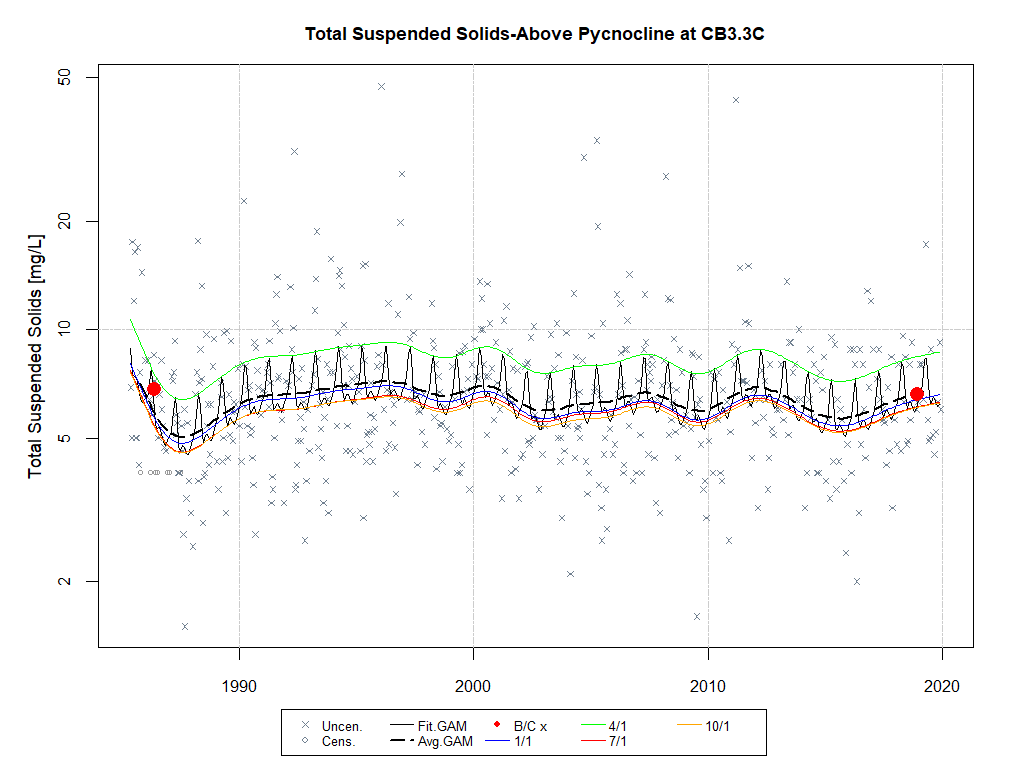 Total Suspended Solids-Above Pycnocline at CB3.3C
Total Suspended Solids [mg/L]
50
20
10
5
2
1990 2000 2010 2020
Uncen. Fit.GAM B/C x 4/1 10/1
Cens. Avg.GAM 1/1 7/1